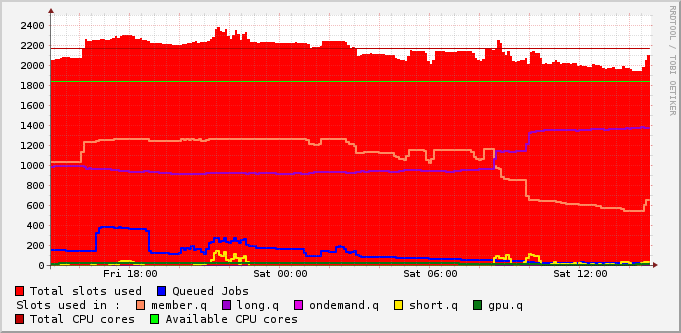 2400
2200
2000
1800
1600
1400
1200
1000
800
600
400
200
0
Fri 18:00 Sat 00:00 Sat 06:00 Sat 12:00
Total slots used Queued Jobs
Slots used in : member.q long.q ondemand.q short.q gpu.q
Total CPU cores Available CPU cores
RRDTOOL / TOBI OETIKER